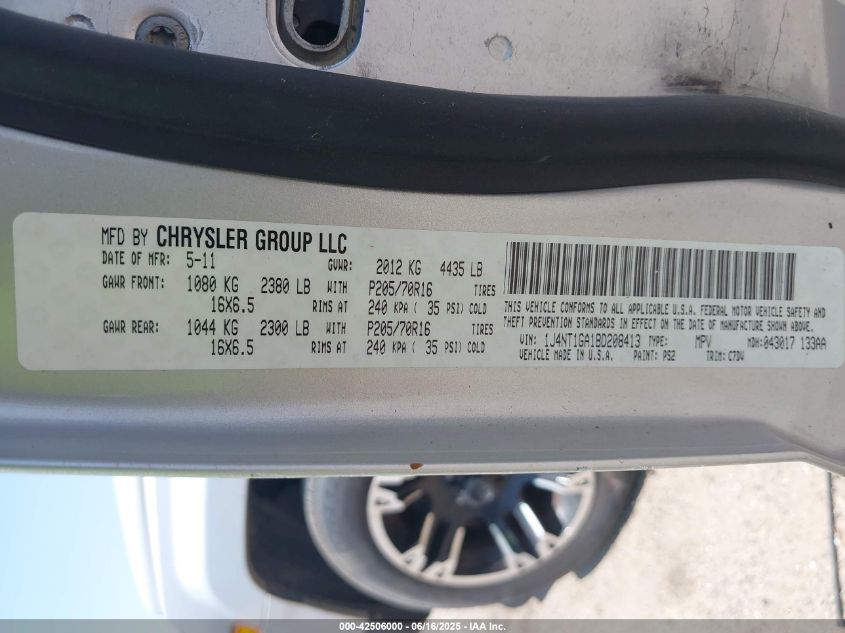 MFD BY CHRYSLER GROUP LLC
DATE OF MFR: 5-11 GVWR: 2012 KG 4435 LB
GAWR FRONT: 1080 KG 2380 LB WITH P205/70R16 TIRES
16X6.5 RIMS AT 240 KPA ( 35 PSI) COLD
GAWR REAR: 1044 KG 2300 LB WITH P205/70R16 TIRES
16X6.5 RIMS AT 240 KPA ( 35 PSI) COLD
THIS VEHICLE CONFORMS TO ALL APPLICABLE U.S.A. FEDERAL MOTOR VEHICLE SAFETY AND
THEFT PREVENTION STANDARDS IN EFFECT ON THE DATE OF MANUFACTURE SHOWN ABOVE.
VIN: 1J4NT1GA1BD208413 TYPE: MPV MDH: 043017 133AA
VEHICLE MADE IN U.S.A. PAINT: PS2 TRIM: C7DV
000-42506000 - 06/16/2025 - IAA Inc.